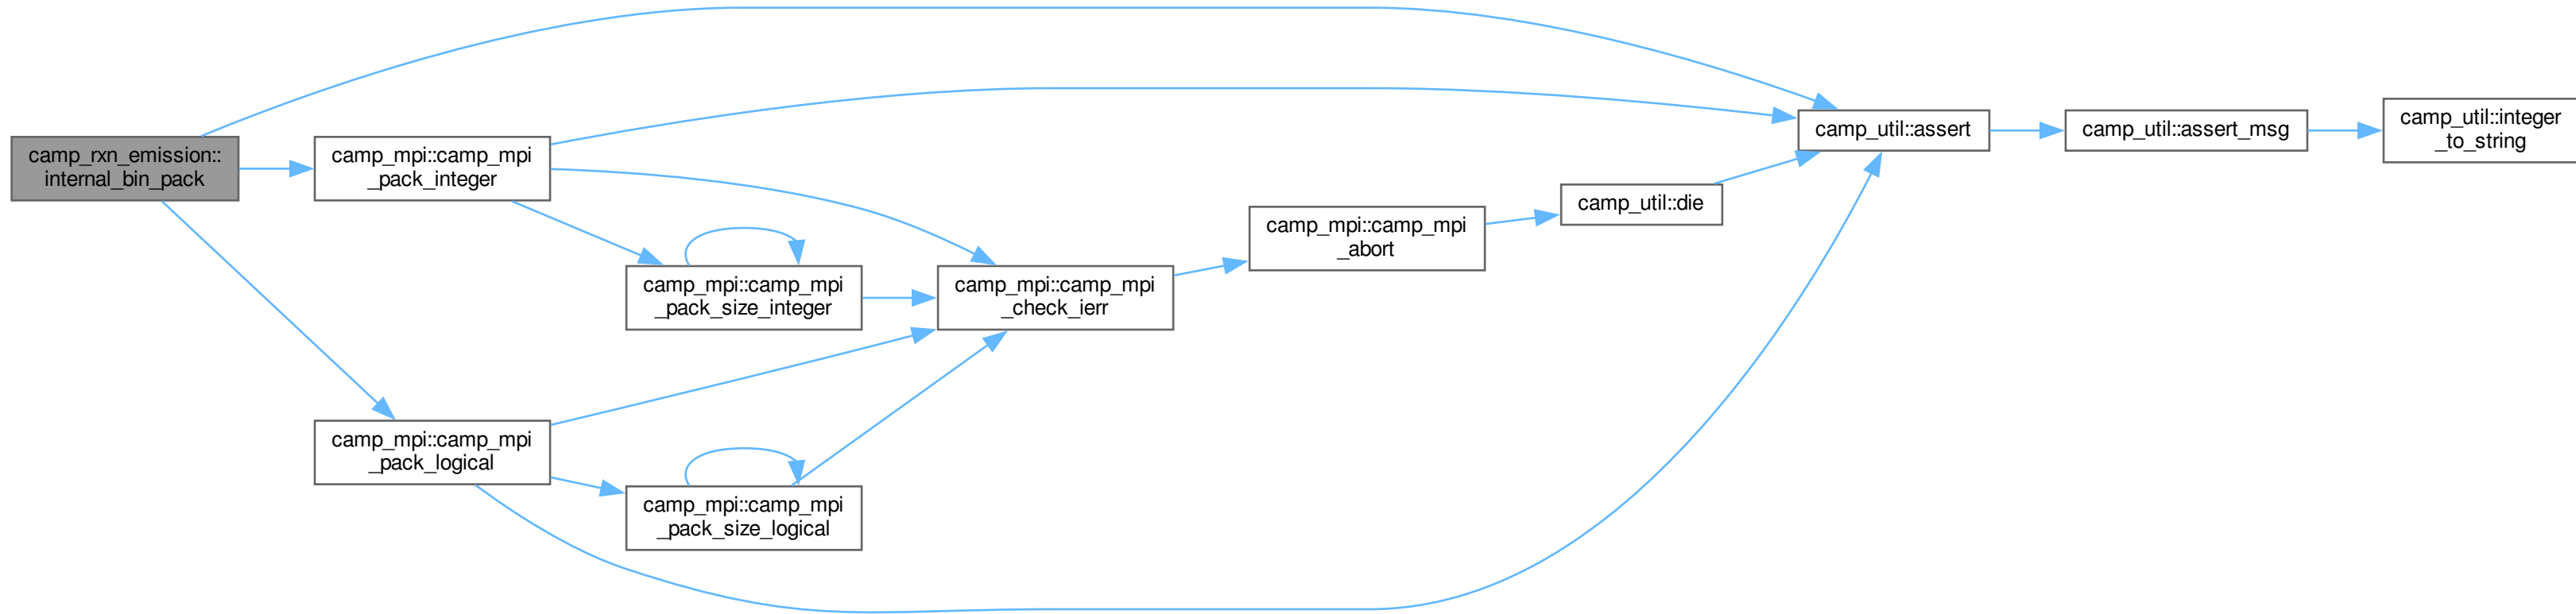 camp_rxn_emission::
internal_bin_pack
camp_mpi::camp_mpi
_pack_integer
camp_mpi::camp_mpi
_pack_logical
camp_mpi::camp_mpi
_pack_size_integer
camp_mpi::camp_mpi
_pack_size_logical
camp_mpi::camp_mpi
_check_ierr
camp_mpi::camp_mpi
_abort
camp_util::die
camp_util::assert
camp_util::assert_msg
camp_util::integer
_to_string